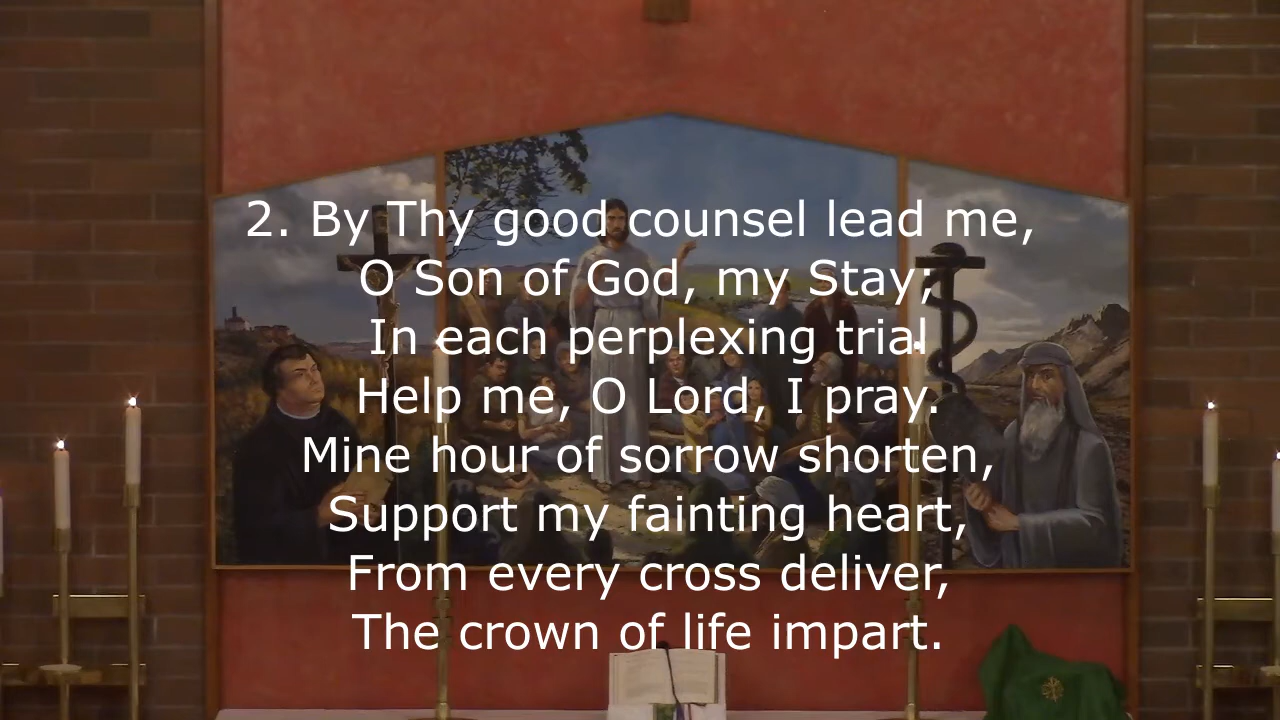 2. By Thy good counsel lead me,
O Son of God, my Stay;
In each perplexing trial
Help me, O Lord, I pray.
Mine hour of sorrow shorten,
Support my fainting heart,
From every cross deliver,
The crown of life impart.